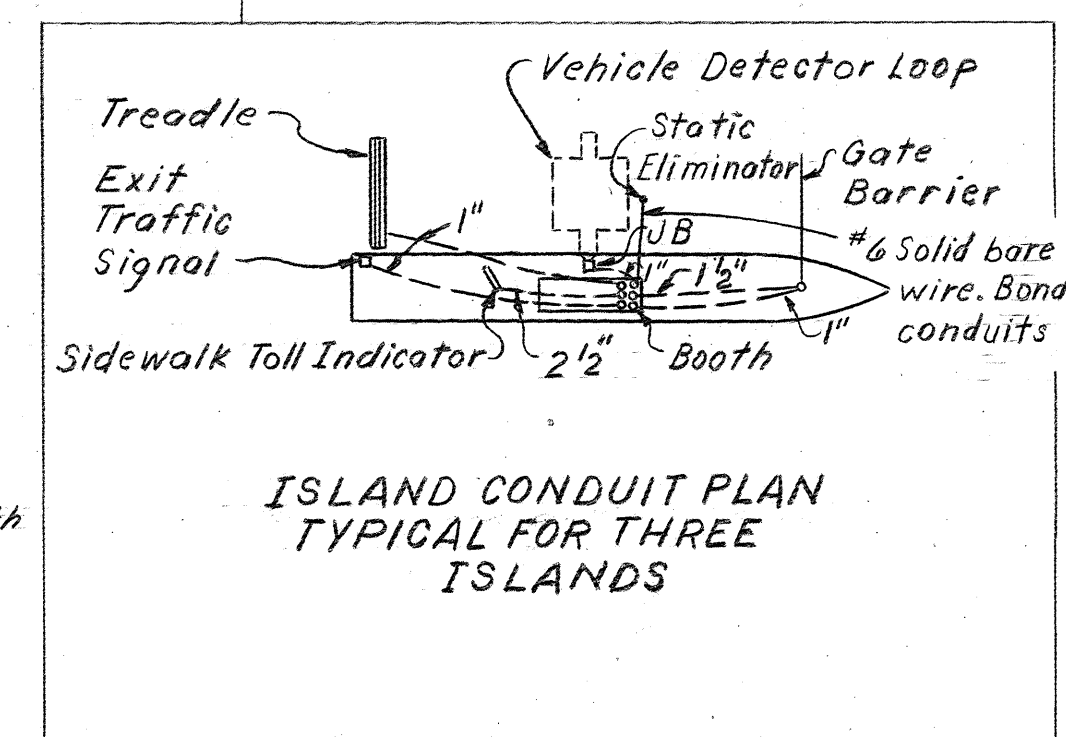 Vehicle Detector Loop
Treadle
Static
Eliminator
Gate
Barrier
Exit
Traffic
Signal
1"
JB
#6 Solid bare
wire. Bond
conduits
1"
1½"
1"
Sidewalk Toll Indicator
2½"
Booth
ISLAND CONDUIT PLAN
TYPICAL FOR THREE
ISLANDS